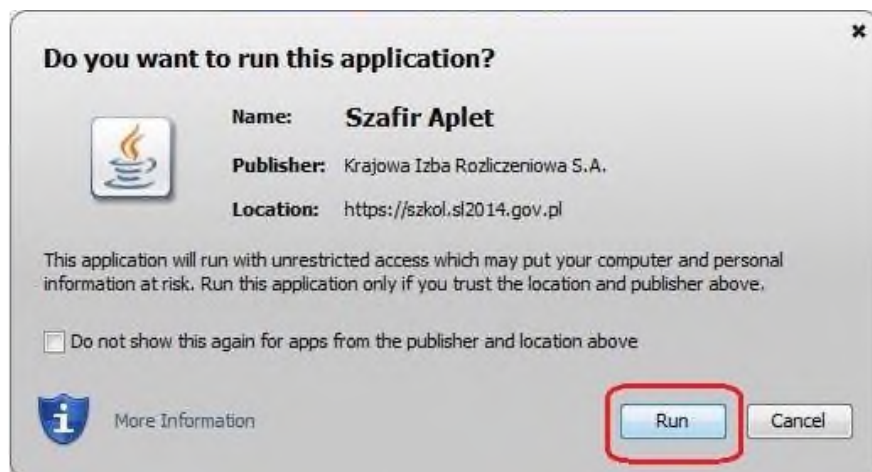 Do you want to run this application?
Name: Szafir Aplet
Publisher: Krajowa Izba Rozliczeniowa S.A.
Location: https://szkol.sl2014.gov.pl
This application will run with unrestricted access which may put your computer and personal
information at risk. Run this application only if you trust the location and publisher above.
Do not show this again for apps from the publisher and location above
More Information
Run
Cancel